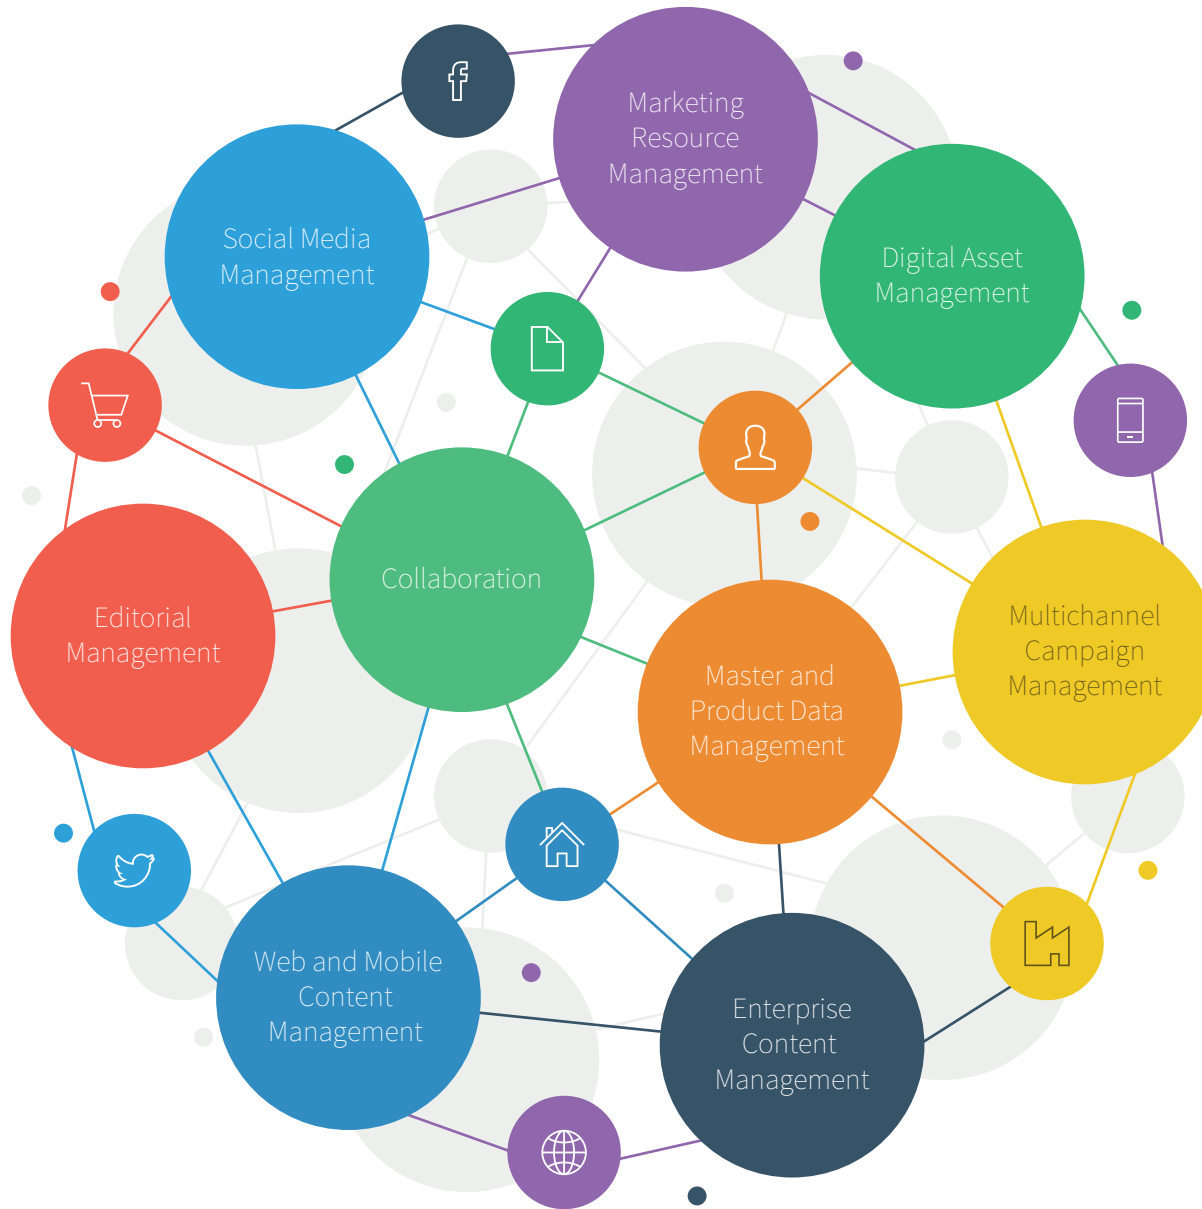 Marketing
Resource
Management
Social Media
Management
Digital Asset
Management
Collaboration
Editorial
Management
Multichannel
Campaign
Management
Master and
Product Data
Management
Web and Mobile
Content
Management
Enterprise
Content
Management